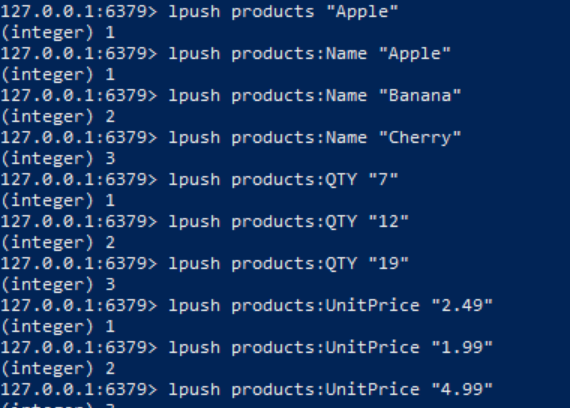 127.0.0.1:6379> lpush products "Apple"
(integer) 1
127.0.0.1:6379> lpush products:Name "Apple"
(integer) 1
127.0.0.1:6379> lpush products:Name "Banana"
(integer) 2
127.0.0.1:6379> lpush products:Name "Cherry"
(integer) 3
127.0.0.1:6379> lpush products:QTY "7"
(integer) 1
127.0.0.1:6379> lpush products:QTY "12"
(integer) 2
127.0.0.1:6379> lpush products:QTY "19"
(integer) 3
127.0.0.1:6379> lpush products:UnitPrice "2.49"
(integer) 1
127.0.0.1:6379> lpush products:UnitPrice "1.99"
(integer) 2
127.0.0.1:6379> lpush products:UnitPrice "4.99"
(integer) 3